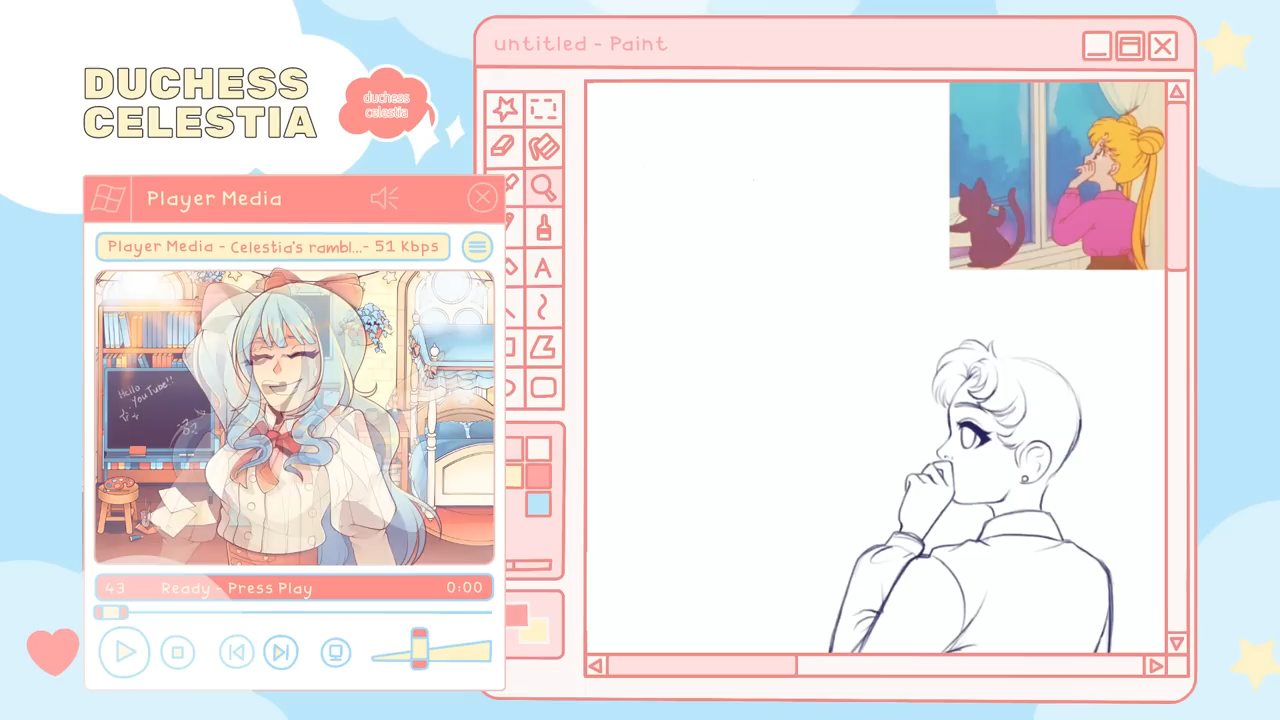 DUCHESS
CELESTIA
duchess
celestia
untitled - Paint
Player Media
Player Media - Celestia's rambl...- 51 Kbps
Hello
YouTube!!
A
43 Ready - Press Play 0:00